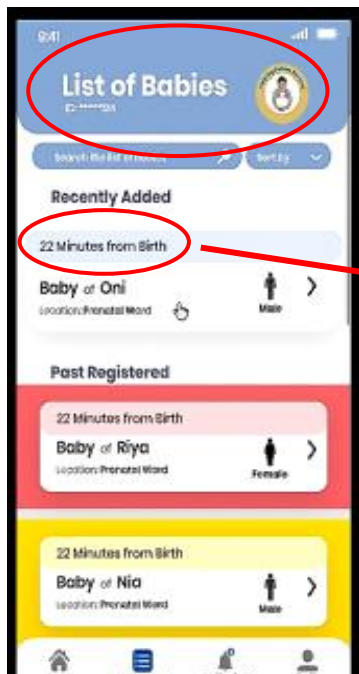 9:41
List of Babies
Sort by
Recently Added
22 Minutes from Birth
Baby of Oni
Location: Prenatal Ward
Male
Past Registered
22 Minutes from Birth
Baby of Riya
Location: Prenatal Ward
Female
22 Minutes from Birth
Baby of Nia
Location: Prenatal Ward
Male